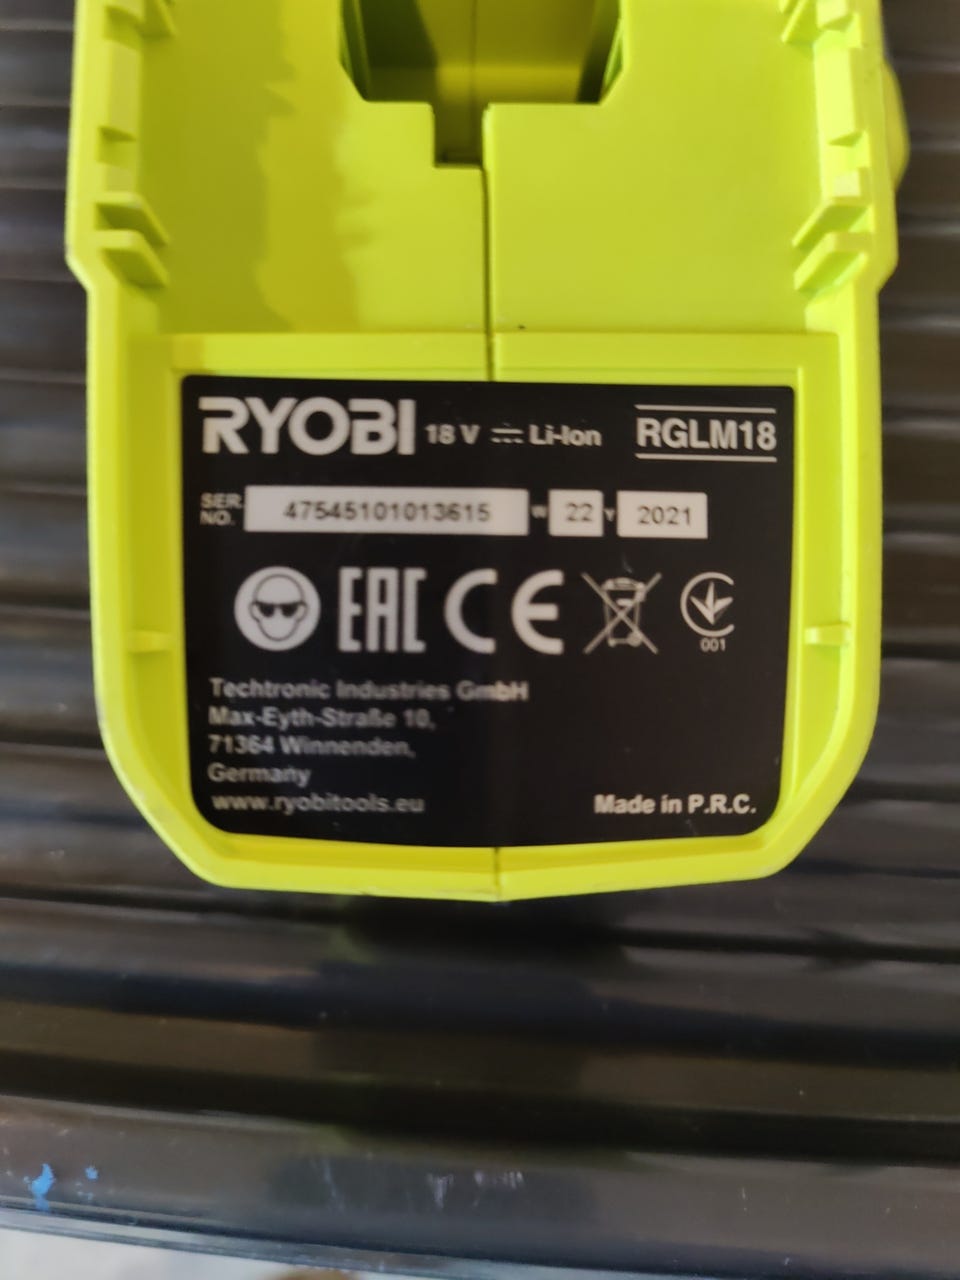 RYOBI 18 V Li-Ion RGLM18
SER. NO. 47545101013615 W 22 Y 2021
EAC CE
001
Techtronic Industries GmbH
Max-Eyth-Straße 10,
71364 Winnenden,
Germany
www.ryobitools.eu Made in P.R.C.